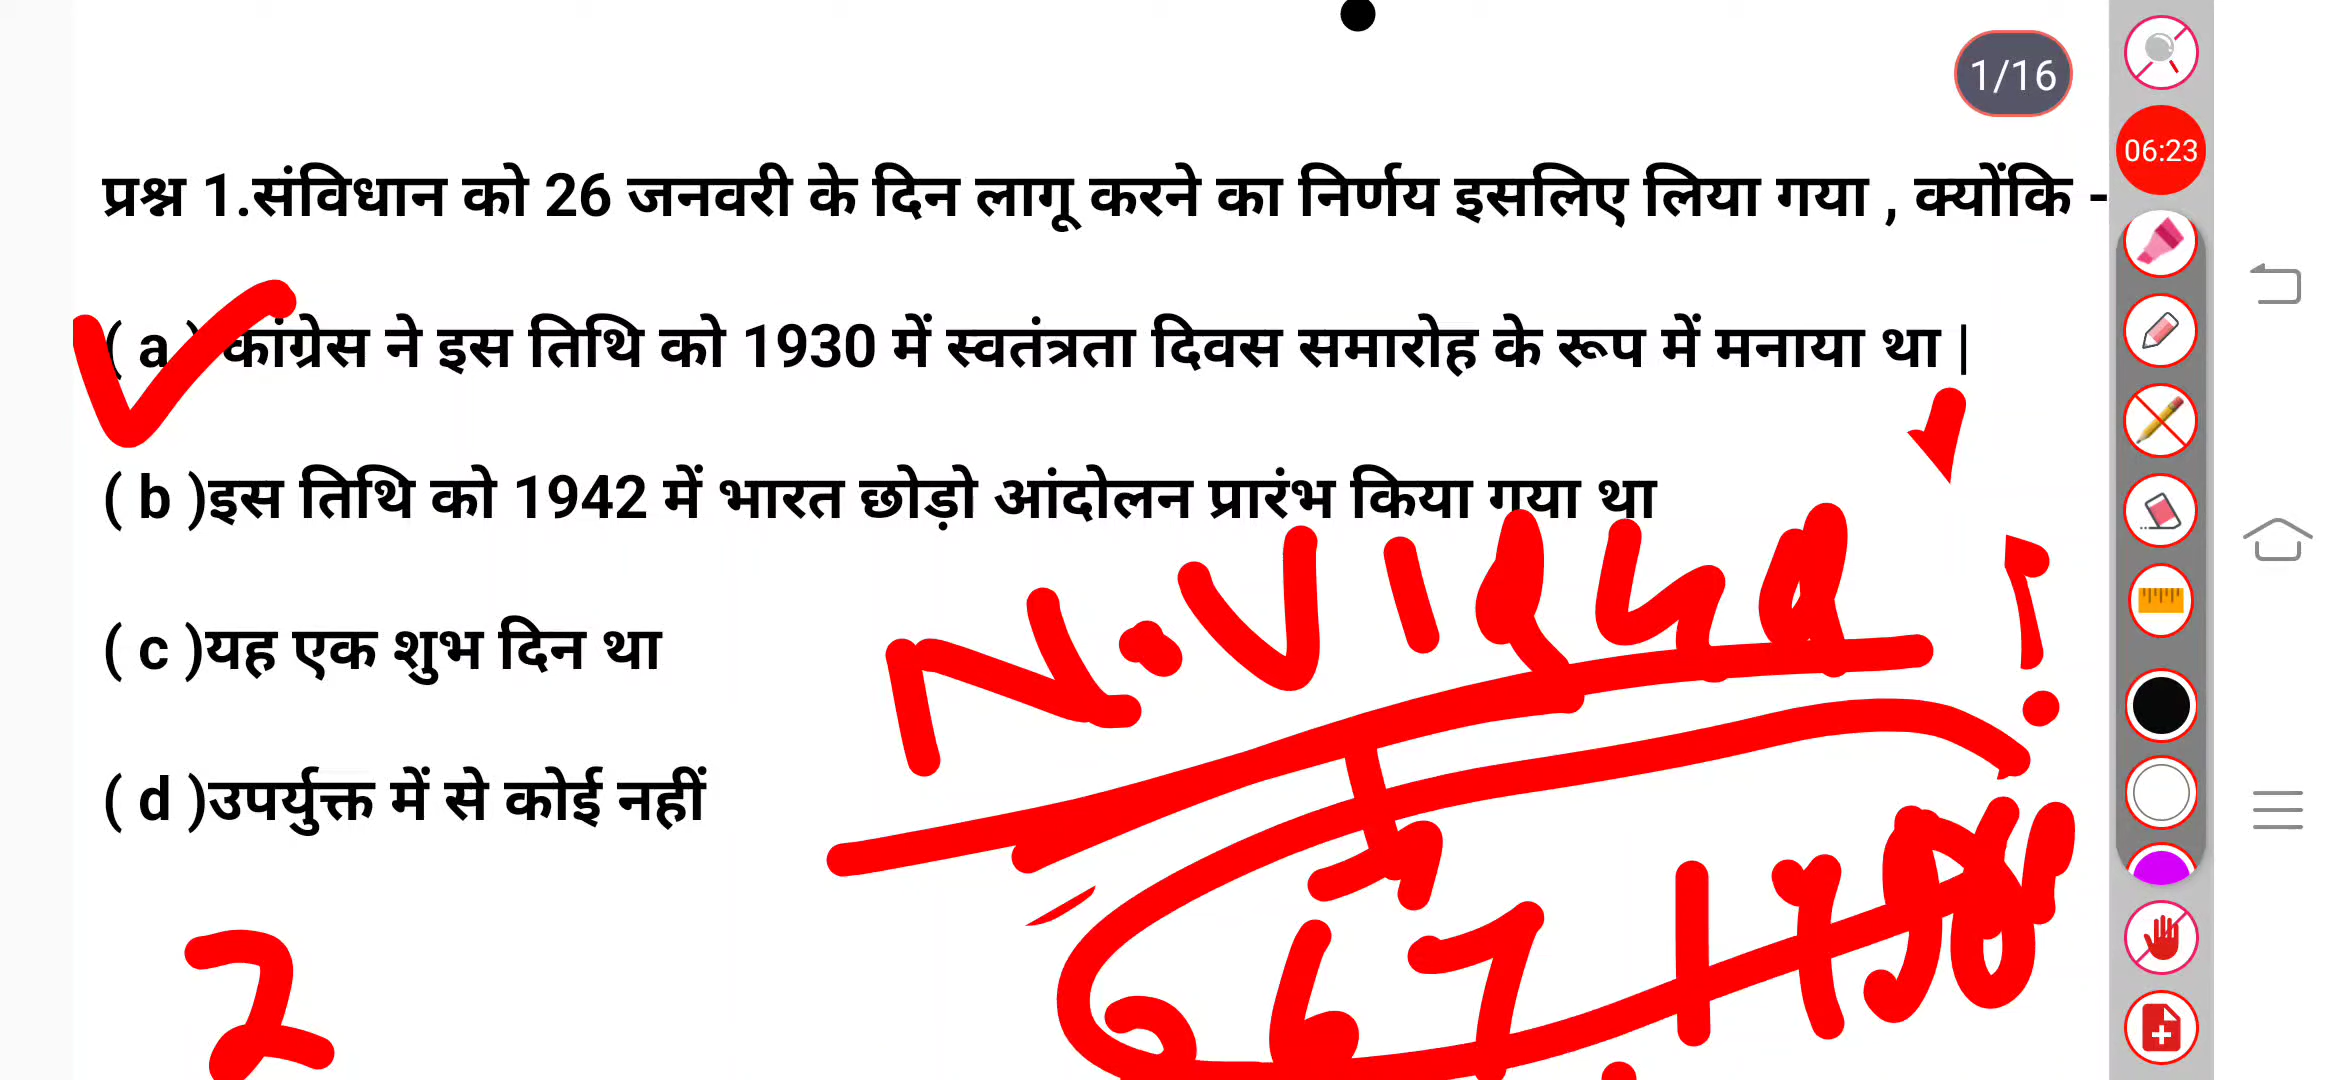 1/16
06:23
प्रश्न 1.संविधान को 26 जनवरी के दिन लागू करने का निर्णय इसलिए लिया गया , क्योंकि -
( a ) कांग्रेस ने इस तिथि को 1930 में स्वतंत्रता दिवस समारोह के रूप में मनाया था |
( b )इस तिथि को 1942 में भारत छोड़ो आंदोलन प्रारंभ किया गया था
( c )यह एक शुभ दिन था
( d )उपर्युक्त में से कोई नहीं
2